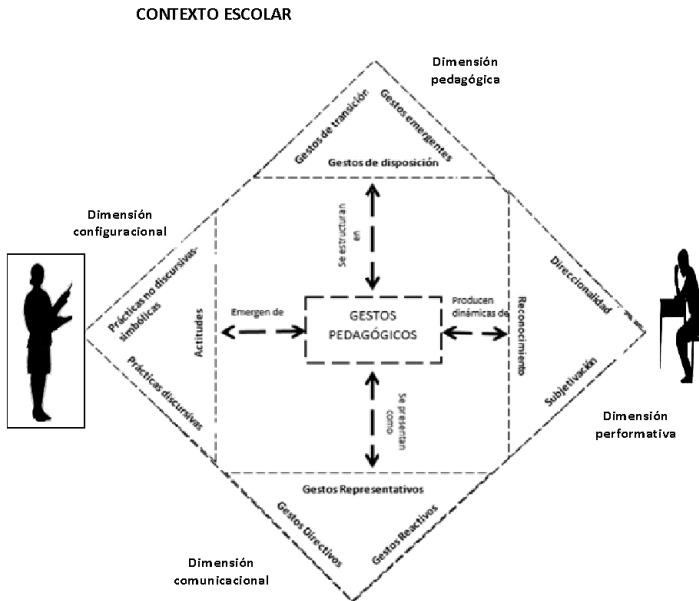 CONTEXTO ESCOLAR
Dimensión
pedagógica
Gestos de transición
Gestos emergentes
Gestos de disposición
Dimensión
configuracional
Se estructuran
en
Prácticas no discursivas-
simbólicas
Actitudes
Prácticas discursivas
Emergen de
GESTOS
PEDAGÓGICOS
Producen
dinámicas de
Reconocimiento
Direccionalidad
Subjetivación
Se presentan
como
Dimensión
performativa
Gestos Representativos
Gestos Directivos
Gestos Reactivos
Dimensión
comunicacional